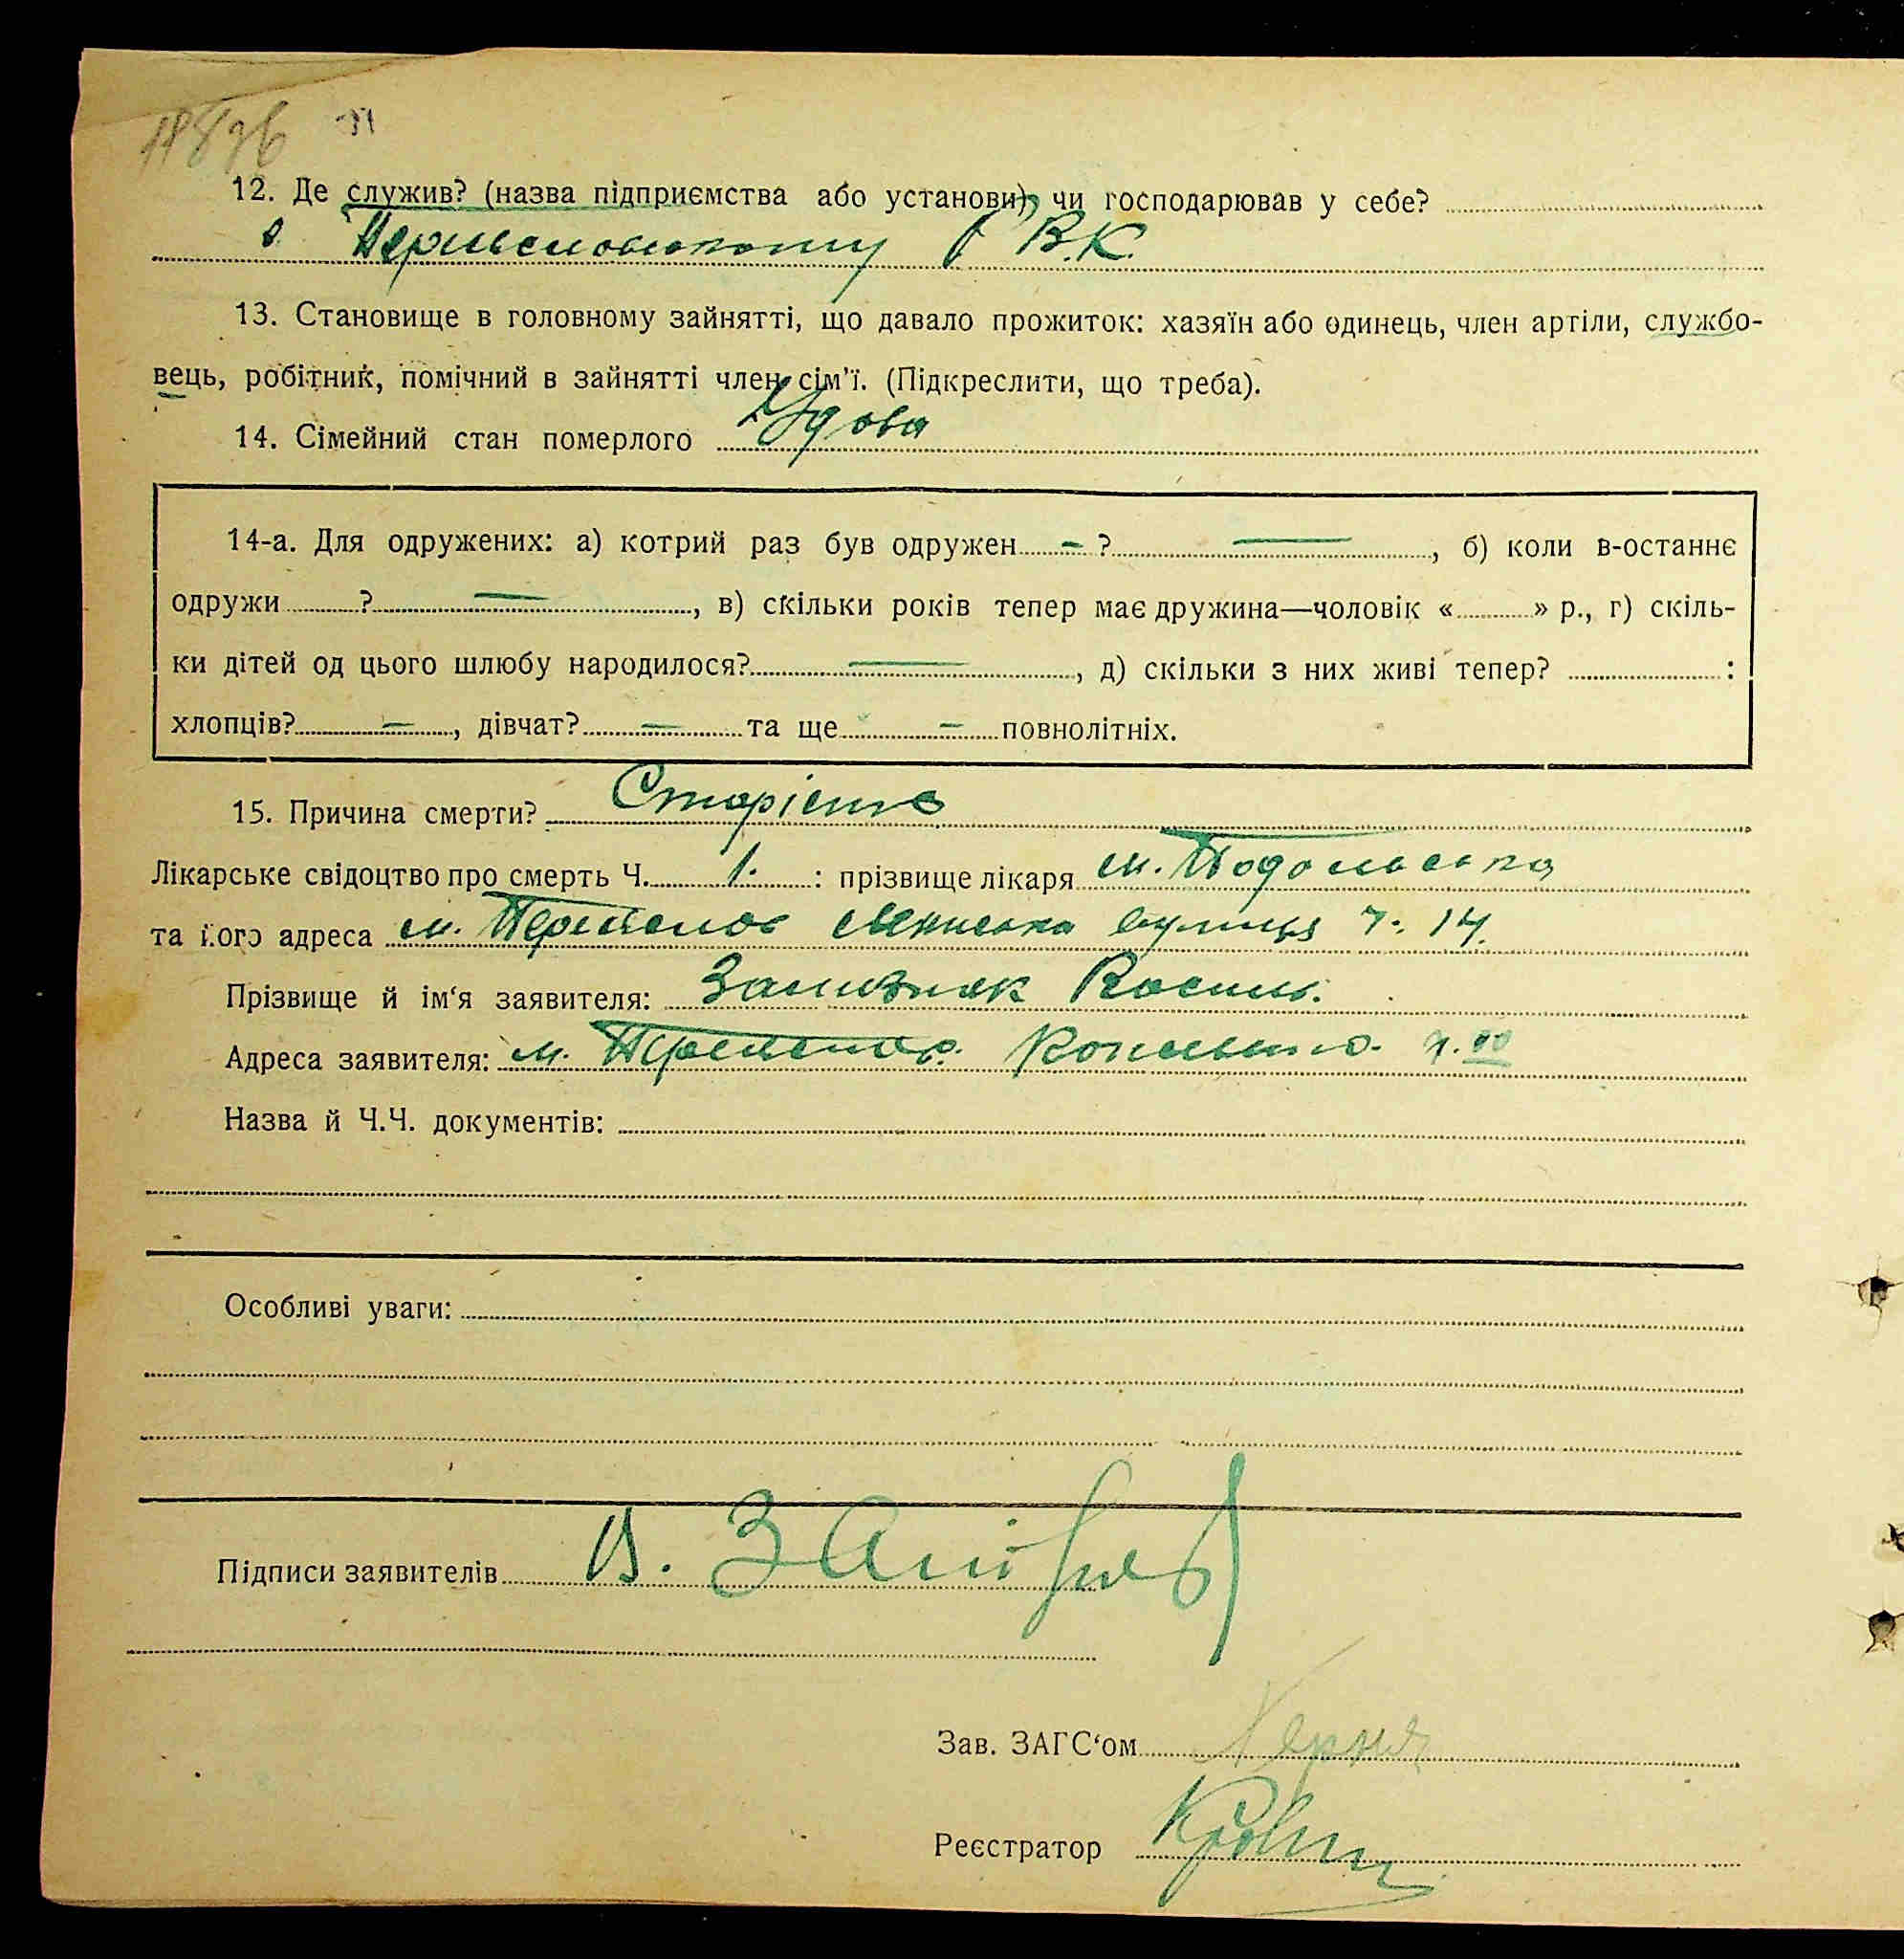 12. Де служив? (назва підприємства або установи), чи господарював у себе?
в. РВК.
13. Становище в головному зайнятті, що давало прожиток: хазяїн або одинець, член артіли, службо-
вець, робітник, помічний в зайнятті член сім'ї. (Підкреслити, що треба).
14. Сімейний стан померлого Удова
14-а. Для одружених: а) котрий раз був одружен - ? —, б) коли в-останнє
одружи ? —, в) скільки років тепер має дружина—чоловік « » р., г) скіль-
ки дітей од цього шлюбу народилося? —, д) скільки з них живі тепер? :
хлопців? —, дівчат? — та ще — повнолітніх.
15. Причина смерти? Старість
Лікарське свідоцтво про смерть Ч. 1. : прізвище лікаря м. Подольська
та його адреса м. вулиця ч. 14.
Прізвище й ім'я заявителя: Зализняк
Адреса заявителя: м.
Назва й Ч.Ч. документів:
Особливі уваги:
Підписи заявителів
Зав. ЗАГС'ом
Реєстратор